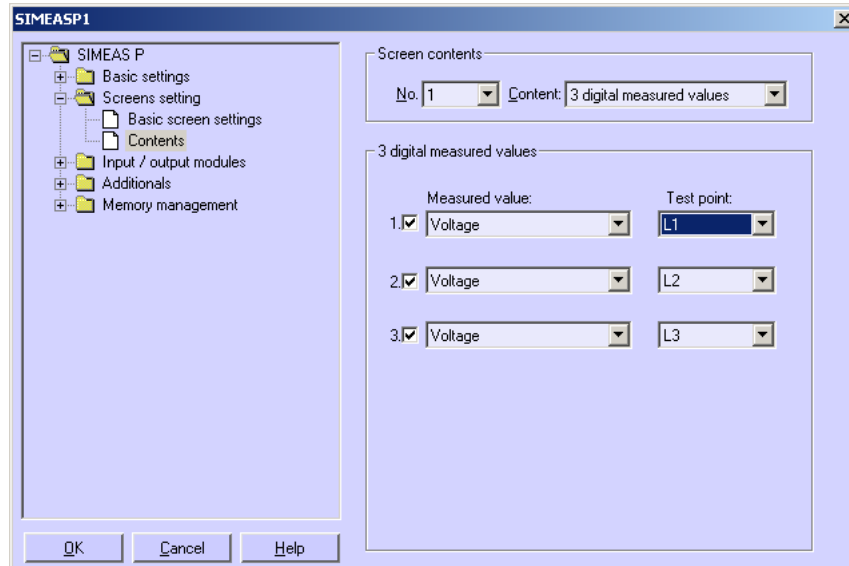 SIMEASP1
SIMEAS P
Basic settings
Screens setting
Basic screen settings
Contents
Input / output modules
Additionals
Memory management
OK Cancel Help
Screen contents
No. 1 Content: 3 digital measured values
3 digital measured values
Measured value: Test point:
1. Voltage L1
2. Voltage L2
3. Voltage L3